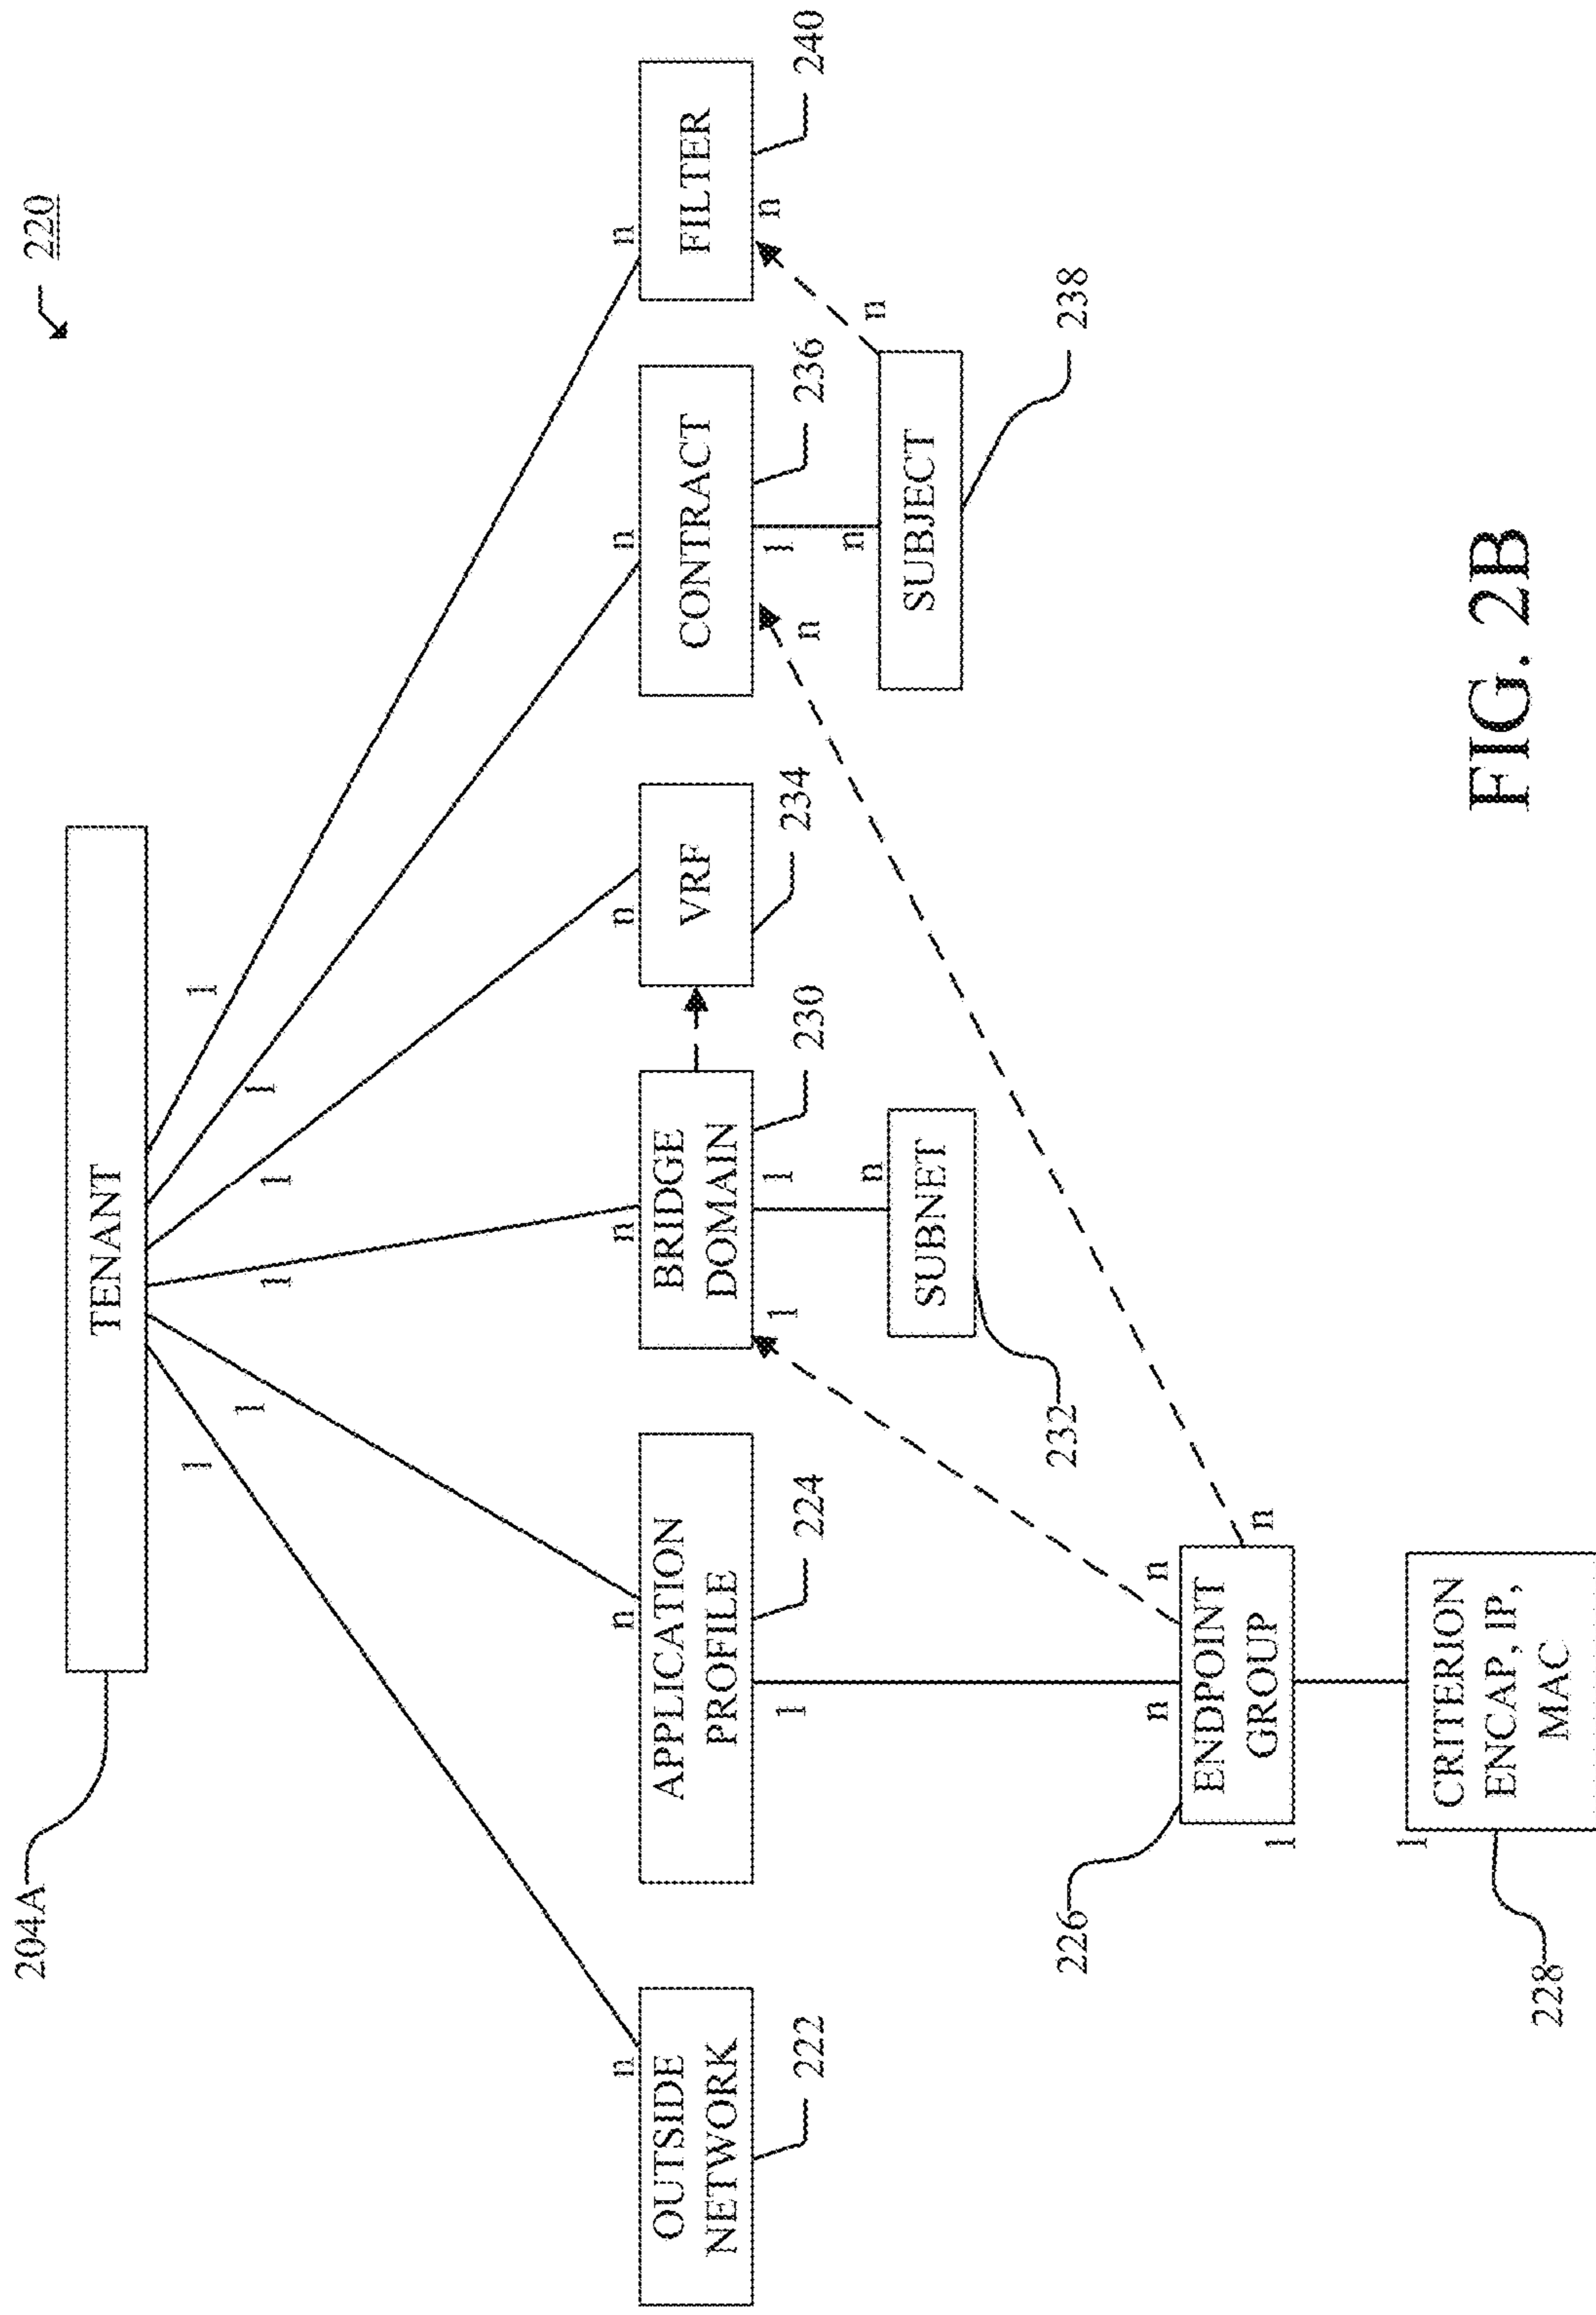 220
204A
TENANT
1
1
1
1
1
1
n
n
n
n
n
n
OUTSIDE
NETWORK
222
APPLICATION
PROFILE
224
BRIDGE
DOMAIN
230
VRF
234
CONTRACT
236
FILTER
240
1
1
1
n
1
n
n
n
SUBNET
232
n
SUBJECT
238
n
226
n
n
ENDPOINT
GROUP
n
1
1
CRITERION
ENCAP, IP,
MAC
228
FIG. 2B